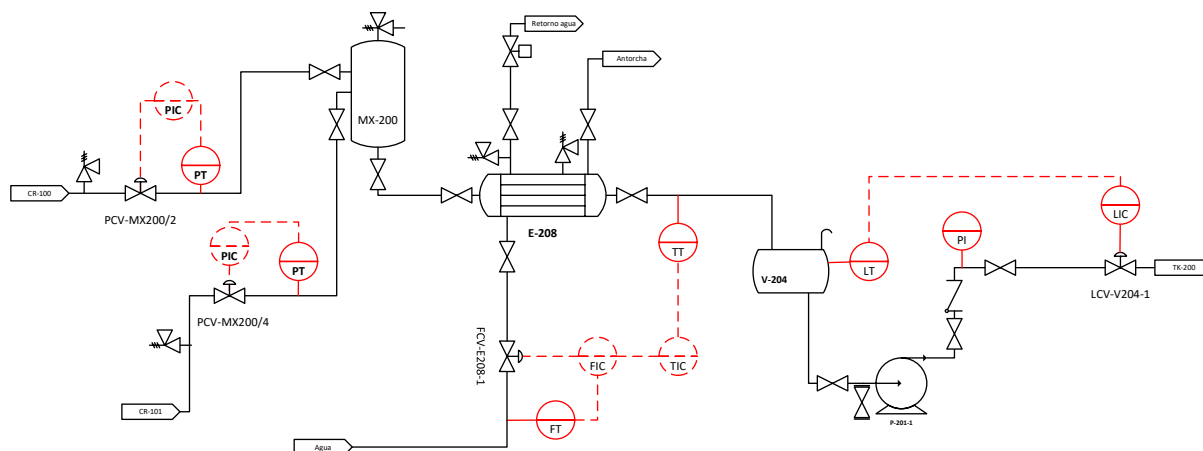 Retorno agua
Antorcha
PIC
MX-200
PT
CR-100
PCV-MX200/2
E-208
LIC
PI
TT
LT
V-204
TK-200
LCV-V204-1
PIC
PT
PCV-MX200/4
FCV-E208-1
FIC
TIC
CR-101
P-201-1
FT
Agua